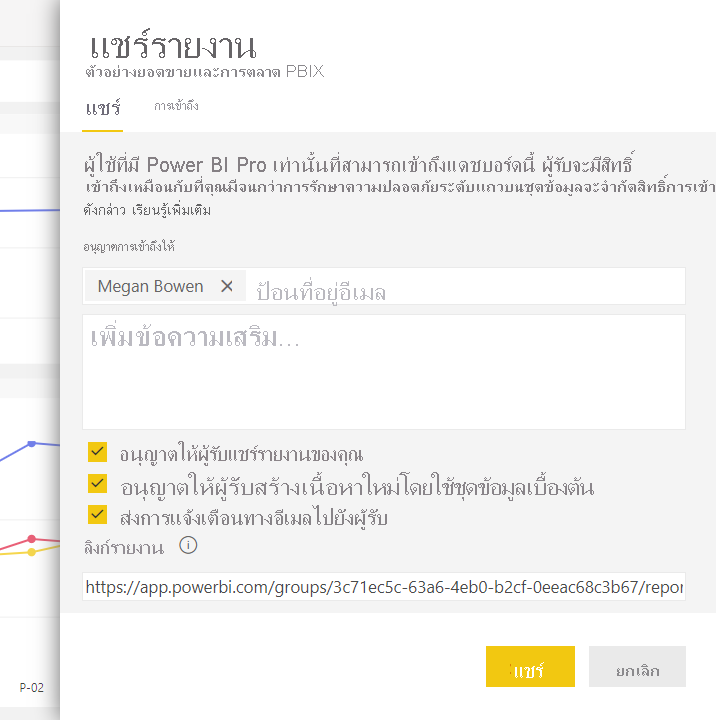 แชร์รายงาน
ตัวอย่างยอดขายและการตลาด PBIX
แชร์
การเข้าถึง
ผู้ใช้ที่มี Power BI Pro เท่านั้นที่สามารถเข้าถึงแดชบอร์ดนี้ ผู้รับจะมีสิทธิ์
เข้าถึงเหมือนกับที่คุณมีจนกว่าการรักษาความปลอดภัยระดับแถวบนชุดข้อมูลจะจำกัดสิทธิ์การเข้า
ดังกล่าว เรียนรู้เพิ่มเติม
อนุญาตการเข้าถึงให้
Megan Bowen ป้อนที่อยู่อีเมล
เพิ่มข้อความเสริม...
อนุญาตให้ผู้รับแชร์รายงานของคุณ
อนุญาตให้ผู้รับสร้างเนื้อหาใหม่โดยใช้ชุดข้อมูลเบื้องต้น
ส่งการแจ้งเตือนทางอีเมลไปยังผู้รับ
ลิงก์รายงาน
https://app.powerbi.com/groups/3c71ec5c-63a6-4eb0-b2cf-0eeac68c3b67/repor
แชร์
ยกเลิก
P-02